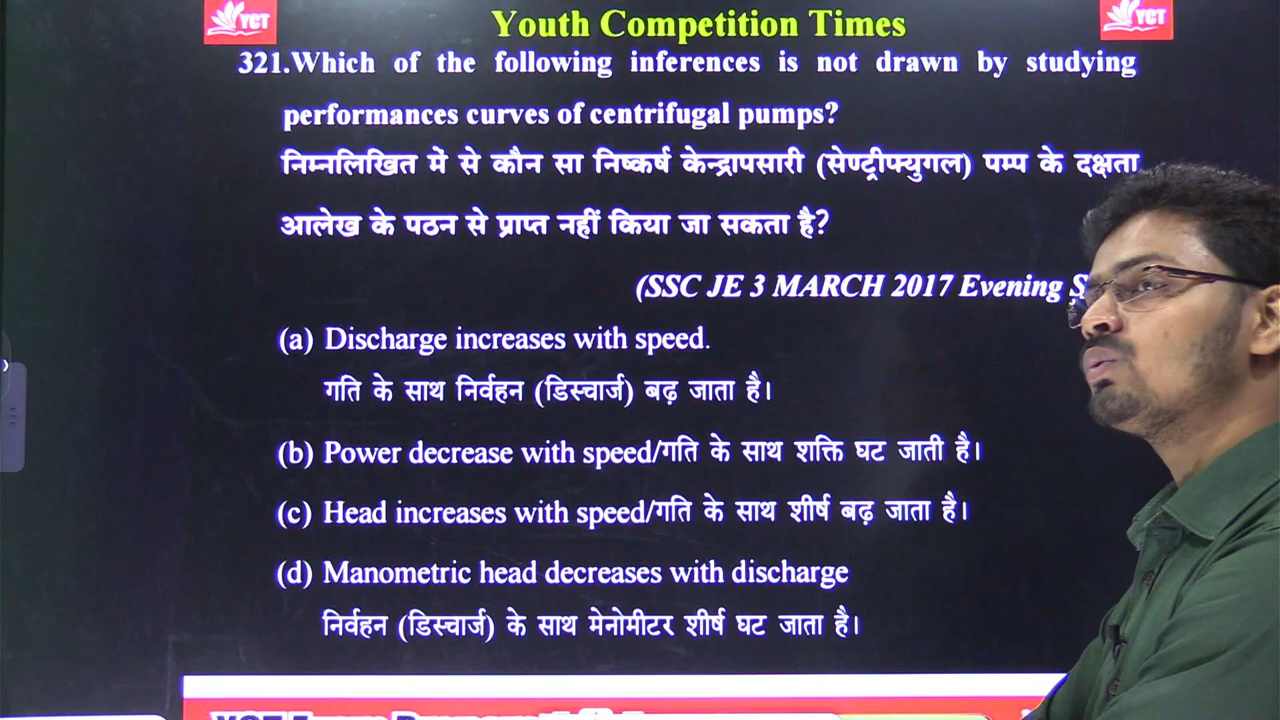 YCT
Youth Competition Times
YCT
321.Which of the following inferences is not drawn by studying
performances curves of centrifugal pumps?
निम्नलिखित में से कौन सा निष्कर्ष केन्द्रापसारी (सेण्ट्रीफ्युगल) पम्प के दक्षता
आलेख के पठन से प्राप्त नहीं किया जा सकता है?
(SSC JE 3 MARCH 2017 Evening
(a) Discharge increases with speed.
गति के साथ निर्वहन (डिस्चार्ज) बढ़ जाता है।
(b) Power decrease with speed/गति के साथ शक्ति घट जाती है।
(c) Head increases with speed/गति के साथ शीर्ष बढ़ जाता है।
(d) Manometric head decreases with discharge
निर्वहन (डिस्चार्ज) के साथ मेनोमीटर शीर्ष घट जाता है।